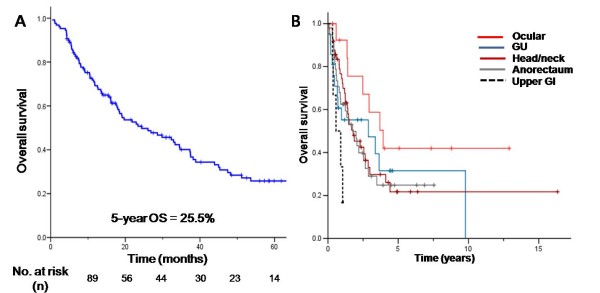 A
Overall survival
1.0
0.8
0.6
0.4
0.2
0.0
5-year OS = 25.5%
0 20 40 60
Time (months)
No. at risk 89 56 44 30 23 14
(n)
B
Overall survival
1.0
0.8
0.6
0.4
0.2
0.0
Ocular
GU
Head/neck
Anorectaum
Upper GI
0 5 10 15
Time (years)